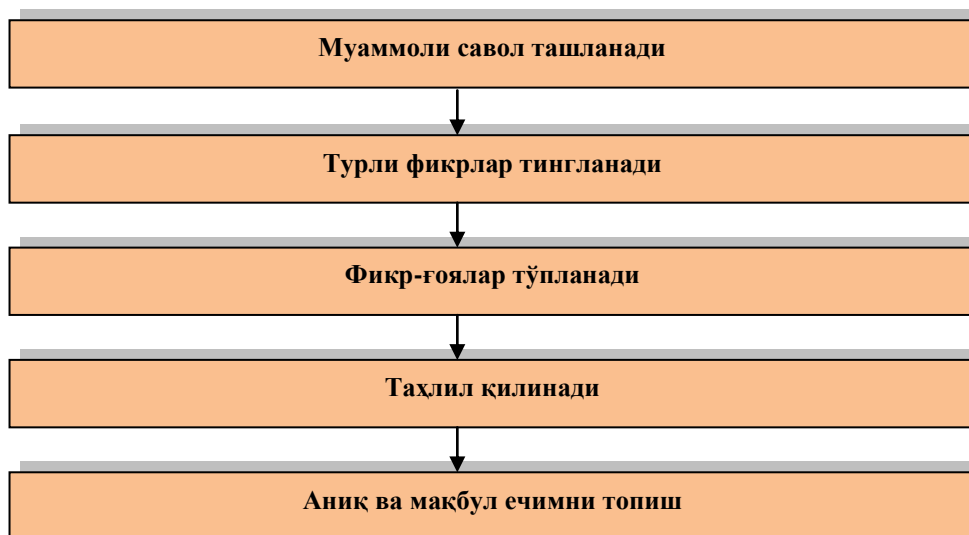 Муаммоли савол ташланади
Турли фикрлар тингланади
Фикр-ғоялар тўпланади
Таҳлил қилинади
Аниқ ва мақбул ечимни топиш